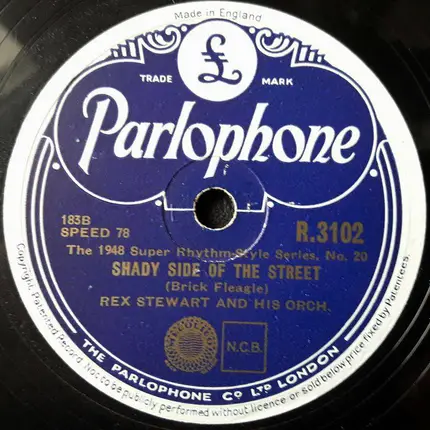 Made in England
£
TRADE MARK
Parlophone
183B
SPEED 78
R.3102
The 1948 Super Rhythm-Style Series, No. 20
SHADY SIDE OF THE STREET
(Brick Fleagle)
REX STEWART AND HIS ORCH.
N.C.B.
THE PARLOPHONE CO LTD LONDON
Copyright. Patented Record. Not to be publicly performed without licence or sold below price fixed by Patentees.